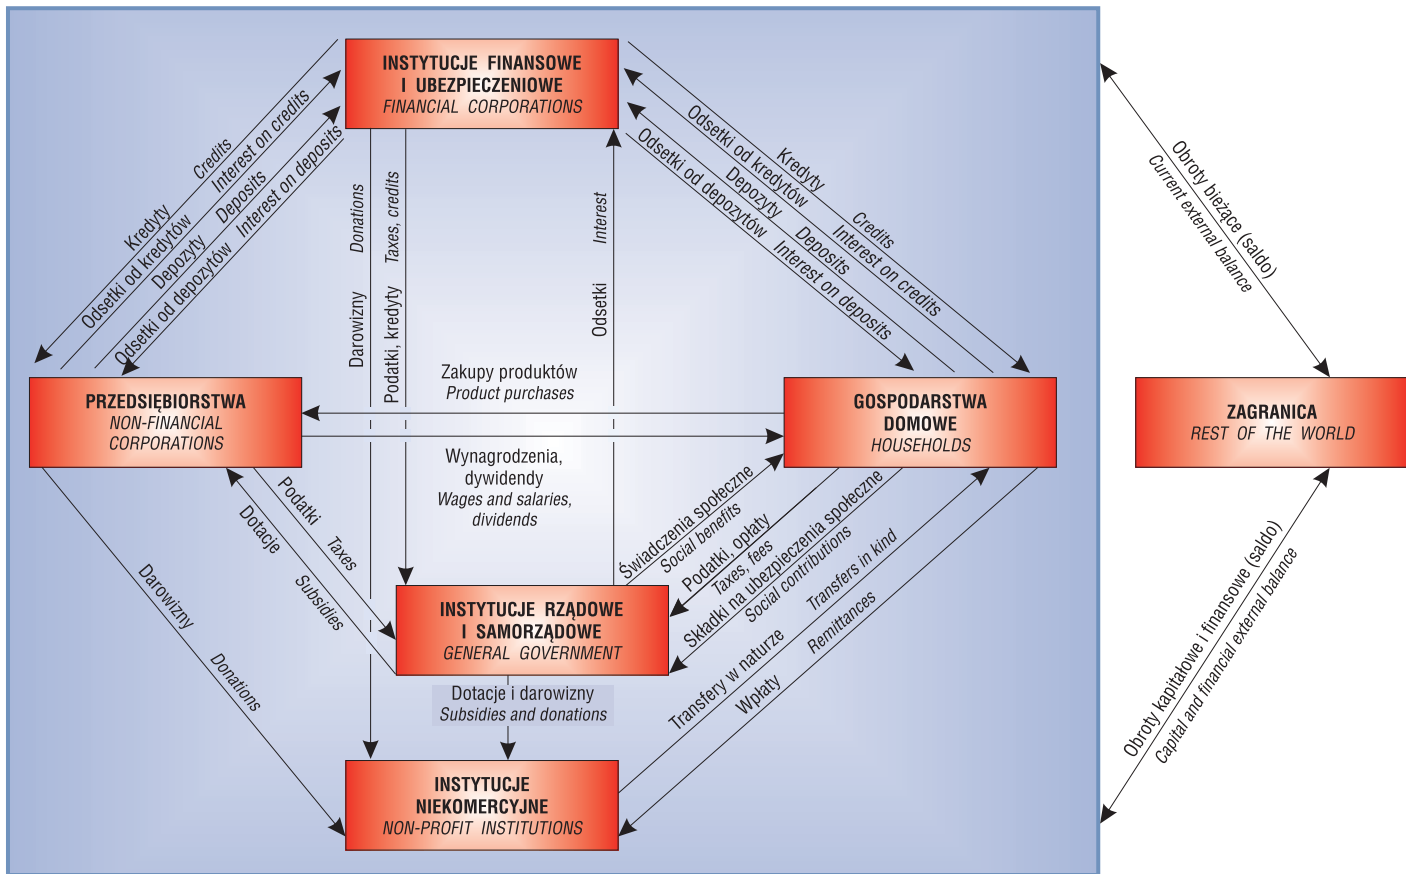 INSTYTUCJE FINANSOWE
I UBEZPIECZENIOWE
FINANCIAL CORPORATIONS
Kredyty Credits
Odsetki od kredytów Interest on credits
Depozyty Deposits
Odsetki od depozytów Interest on deposits
Darowizny Donations
Podatki, kredyty Taxes, credits
Odsetki Interest
Kredyty Credits
Odsetki od kredytów Interest on credits
Depozyty Deposits
Odsetki od depozytów Interest on deposits
Obroty bieżące (saldo)
Current external balance
PRZEDSIĘBIORSTWA
NON-FINANCIAL
CORPORATIONS
Zakupy produktów
Product purchases
Wynagrodzenia,
dywidendy
Wages and salaries,
dividends
GOSPODARSTWA
DOMOWE
HOUSEHOLDS
ZAGRANICA
REST OF THE WORLD
Podatki Taxes
Dotacje Subsidies
Darowizny Donations
Świadczenia społeczne
Social benefits
Podatki, opłaty
Taxes, fees
Składki na ubezpieczenia społeczne
Social contributions
Transfery w naturze Transfers in kind
Wpłaty Remittances
Obroty kapitałowe i finansowe (saldo)
Capital and financial external balance
INSTYTUCJE RZĄDOWE
I SAMORZĄDOWE
GENERAL GOVERNMENT
Dotacje i darowizny
Subsidies and donations
INSTYTUCJE
NIEKOMERCYJNE
NON-PROFIT INSTITUTIONS